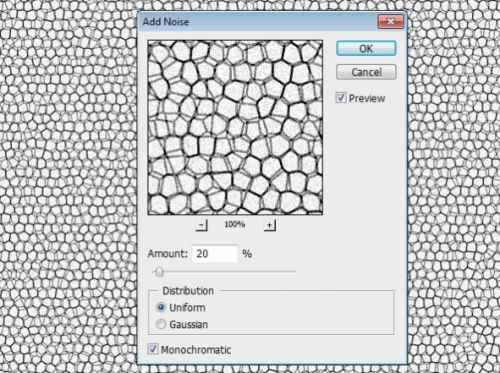 Add Noise
OK
Cancel
Preview
100%
Amount: 20 %
Distribution
Uniform
Gaussian
Monochromatic